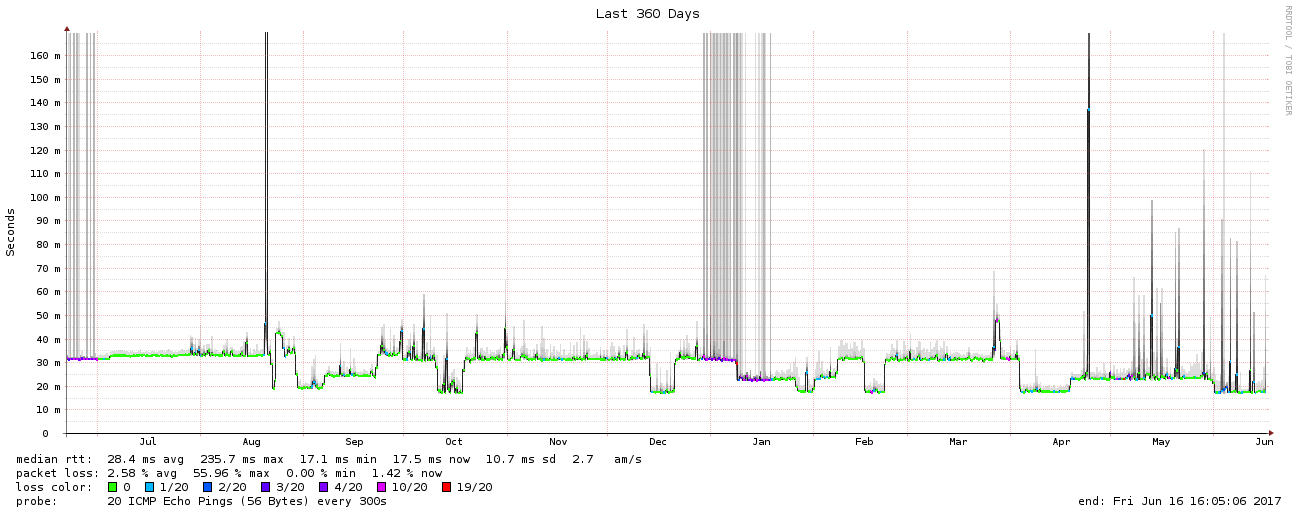 Last 360 Days
RRDTOOL / TOBI OETIKER
Seconds
160 m
150 m
140 m
130 m
120 m
110 m
100 m
90 m
80 m
70 m
60 m
50 m
40 m
30 m
20 m
10 m
0
Jul Aug Sep Oct Nov Dec Jan Feb Mar Apr May Jun
median rtt: 28.4 ms avg 235.7 ms max 17.1 ms min 17.5 ms now 10.7 ms sd 2.7 am/s
packet loss: 2.58 % avg 55.96 % max 0.00 % min 1.42 % now
loss color: 0 1/20 2/20 3/20 4/20 10/20 19/20
probe: 20 ICMP Echo Pings (56 Bytes) every 300s end: Fri Jun 16 16:05:06 2017